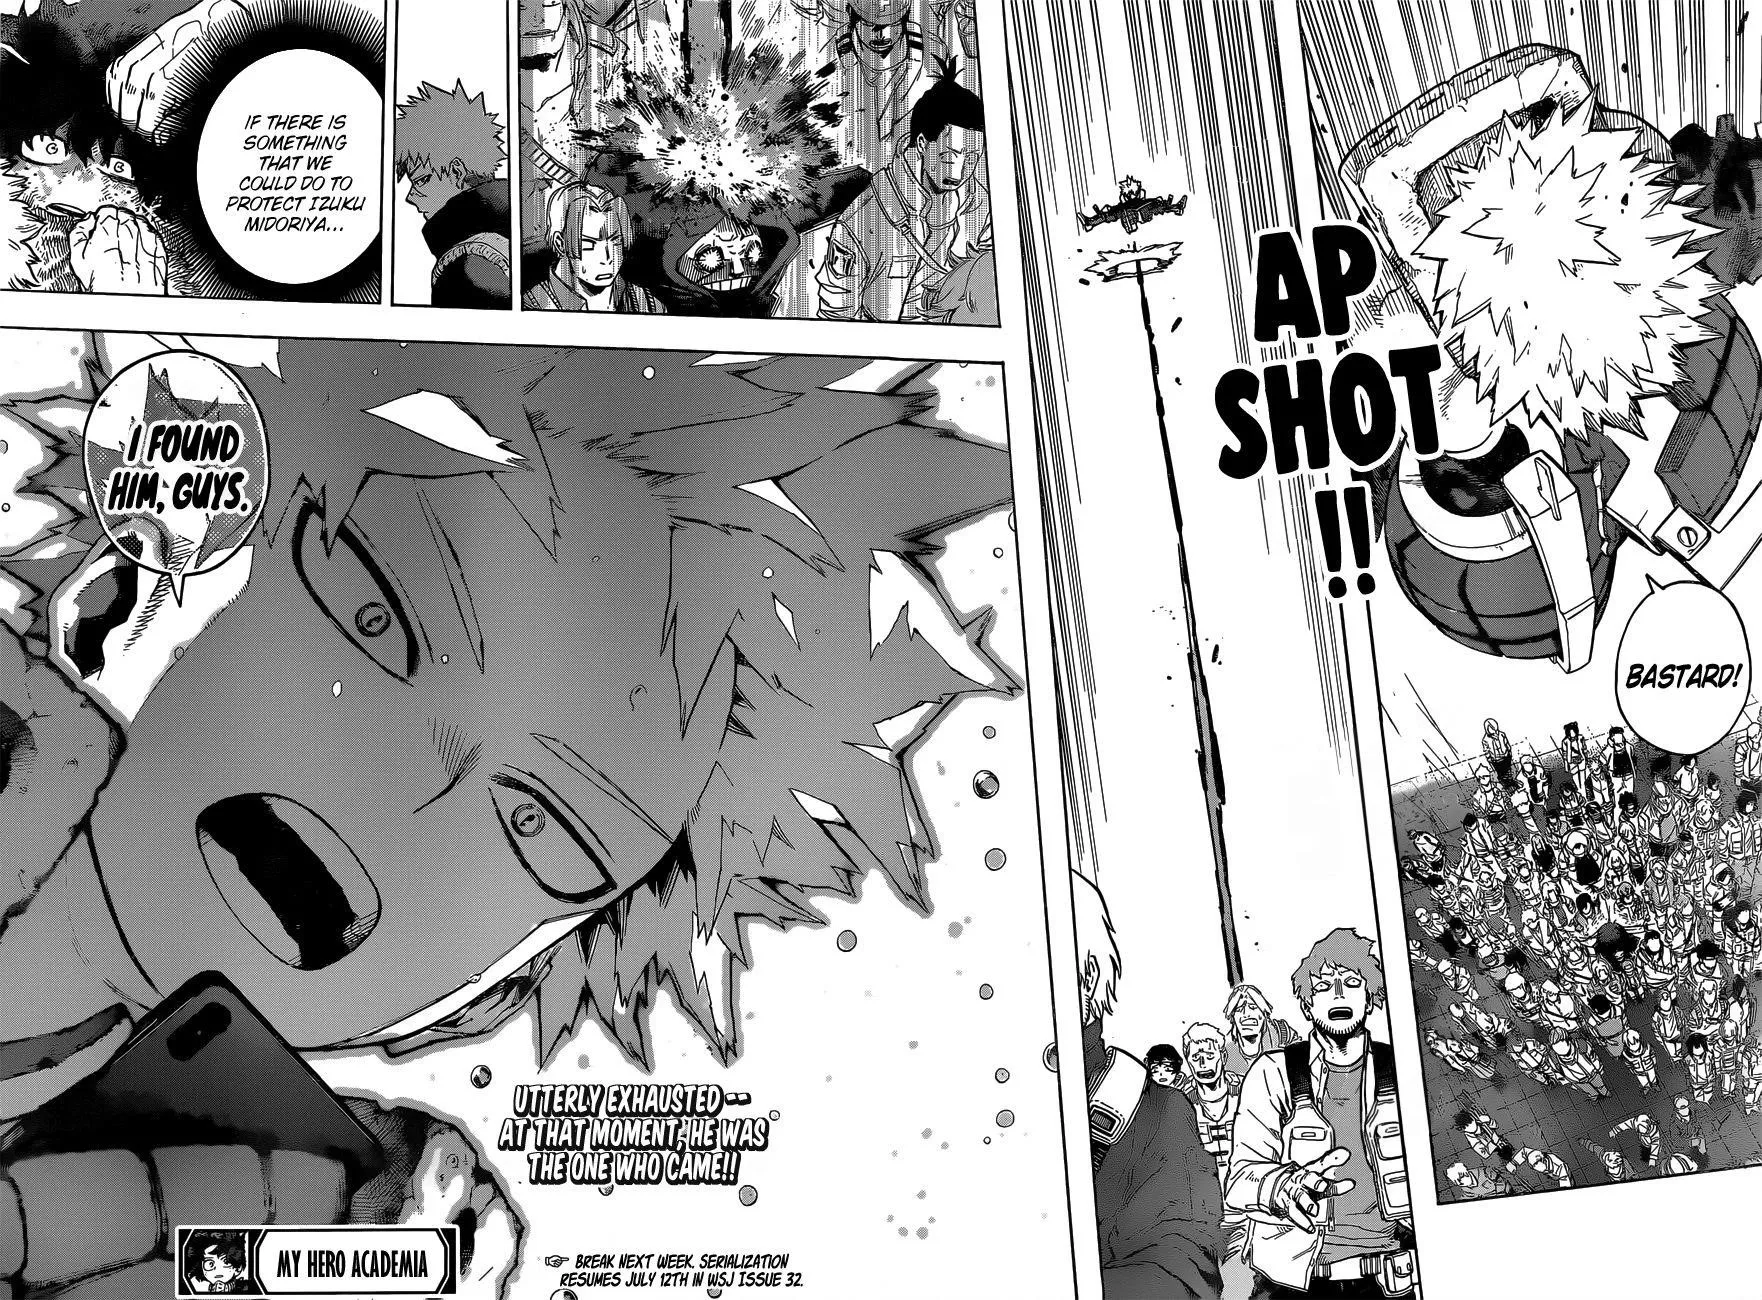 BASTARD!
AP
SHOT
!!
IF THERE IS
SOMETHING
THAT WE
COULD DO TO
PROTECT IZUKU
MIDORIYA...
I FOUND
HIM, GUYS.
UTTERLY EXHAUSTED --
AT THAT MOMENT, HE WAS
THE ONE WHO CAME!!
MY HERO ACADEMIA
☞ BREAK NEXT WEEK. SERIALIZATION
RESUMES JULY 12TH IN WSJ ISSUE 32.